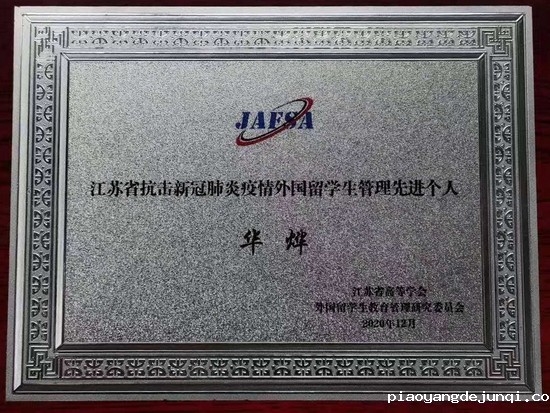 JAFSA
江苏省抗击新冠肺炎疫情外国留学生管理先进个人
华烨
江苏省高等学会
外国留学生教育管理研究委员会
2020年12月
piaoyangdejunqi.co